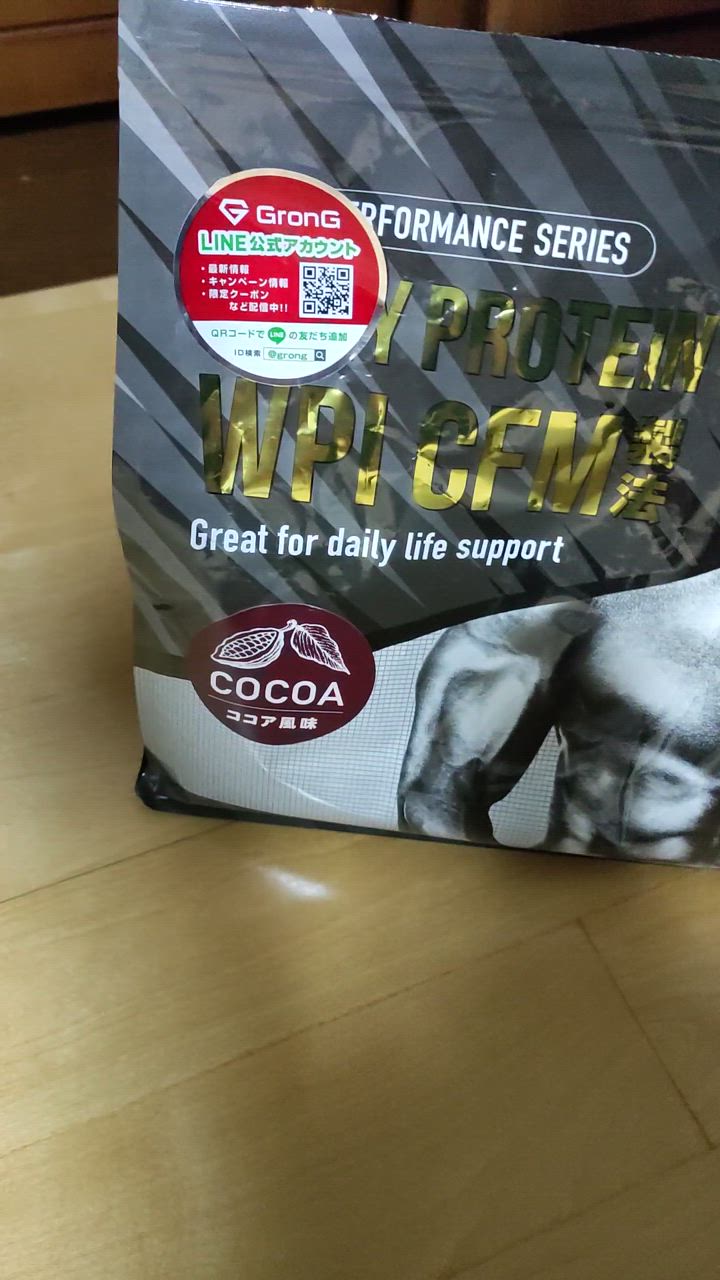 GronG
LINE公式アカウント
・最新情報
・キャンペーン情報
・限定クーポン
など配信中!!
QRコードで LINE の友だち追加
ID検索 @grong
RFORMANCE SERIES
Y PROTEIN
WPI CFM製法
Great for daily life support
COCOA
ココア風味